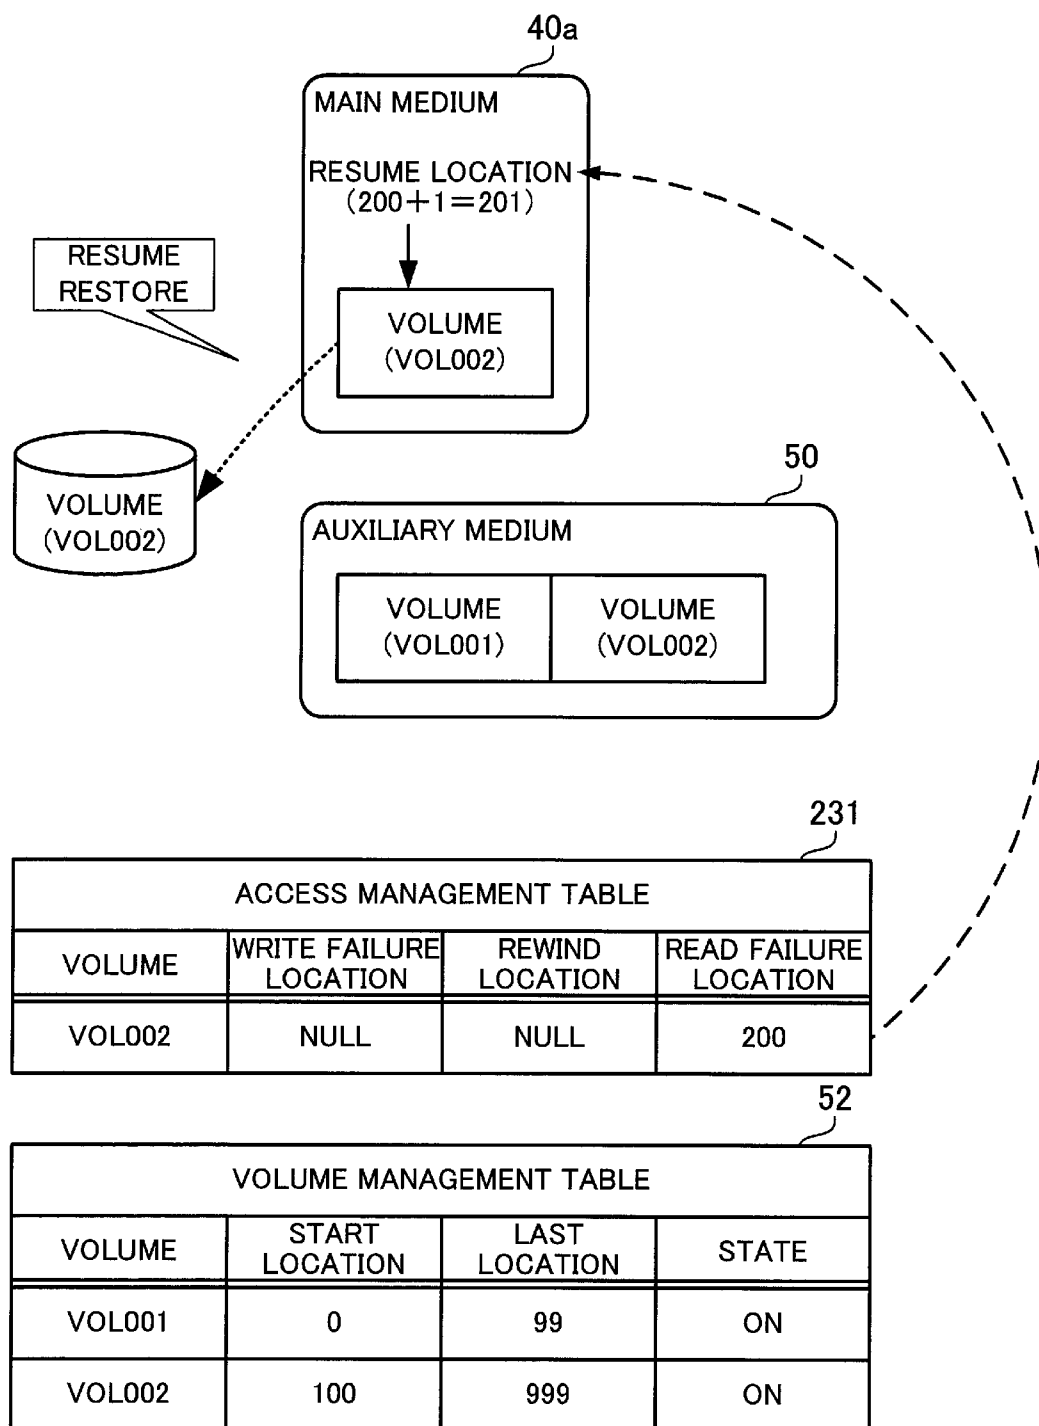 40a
MAIN MEDIUM
RESUME LOCATION
(200+1=201)
RESUME
RESTORE
VOLUME
(VOL002)
VOLUME
(VOL002)
50
AUXILIARY MEDIUM
VOLUME
(VOL001)
VOLUME
(VOL002)
231
ACCESS MANAGEMENT TABLE
VOLUME
WRITE FAILURE
LOCATION
REWIND
LOCATION
READ FAILURE
LOCATION
VOL002
NULL
NULL
200
52
VOLUME MANAGEMENT TABLE
VOLUME
START
LOCATION
LAST
LOCATION
STATE
VOL001
0
99
ON
VOL002
100
999
ON